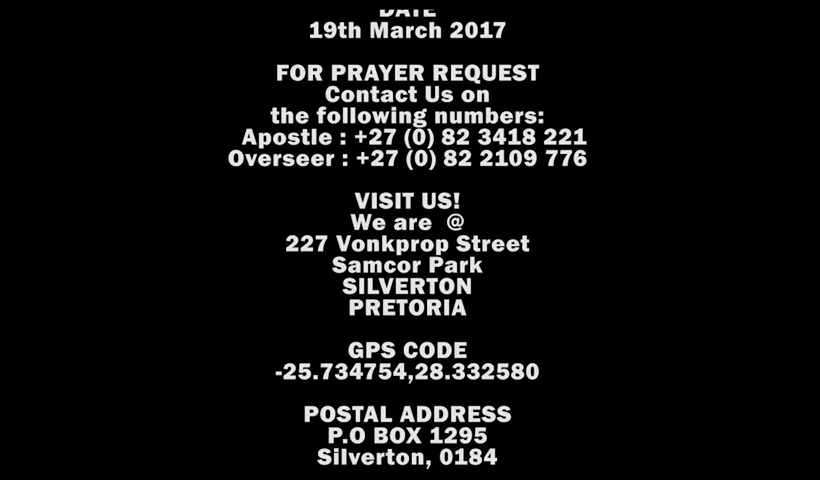 DATE
19th March 2017
FOR PRAYER REQUEST
Contact Us on
the following numbers:
Apostle : +27 (0) 82 3418 221
Overseer : +27 (0) 82 2109 776
VISIT US!
We are @
227 Vonkprop Street
Samcor Park
SILVERTON
PRETORIA
GPS CODE
-25.734754,28.332580
POSTAL ADDRESS
P.O BOX 1295
Silverton, 0184